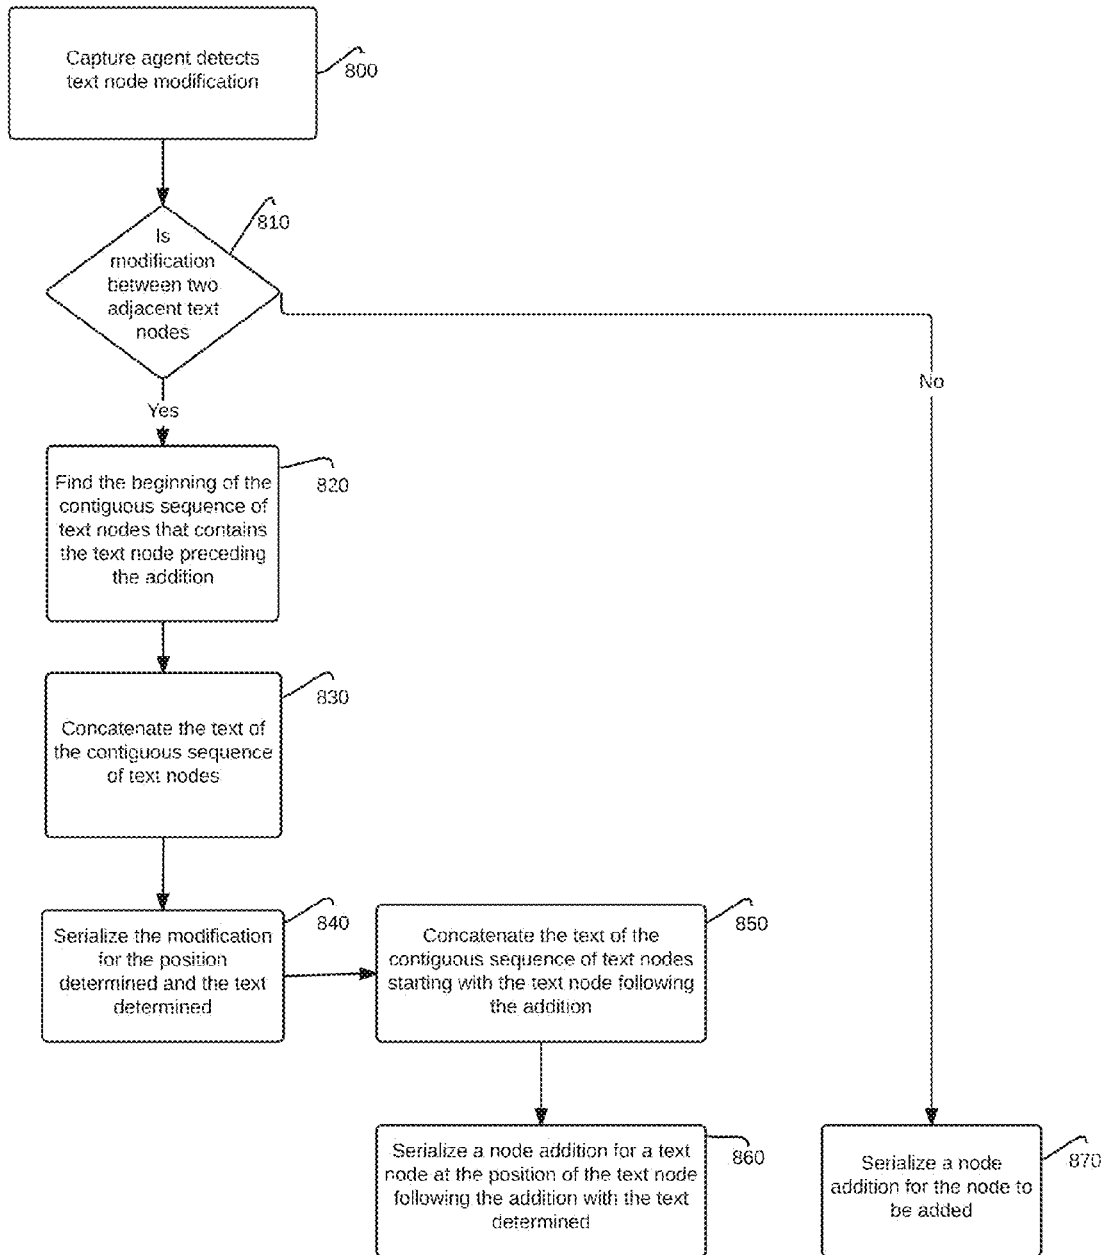 Capture agent detects
text node modification
800
810
Is
modification
between two
adjacent text
nodes
No
Yes
Find the beginning of the
contiguous sequence of
text nodes that contains
the text node preceding
the addition
820
830
Concatenate the text of
the contiguous sequence
of text nodes
840
Serialize the modification
for the position
determined and the text
determined
850
Concatenate the text of the
contiguous sequence of text nodes
starting with the text node following
the addition
860
Serialize a node addition for a text
node at the position of the text node
following the addition with the text
determined
870
Serialize a node
addition for the node to
be added